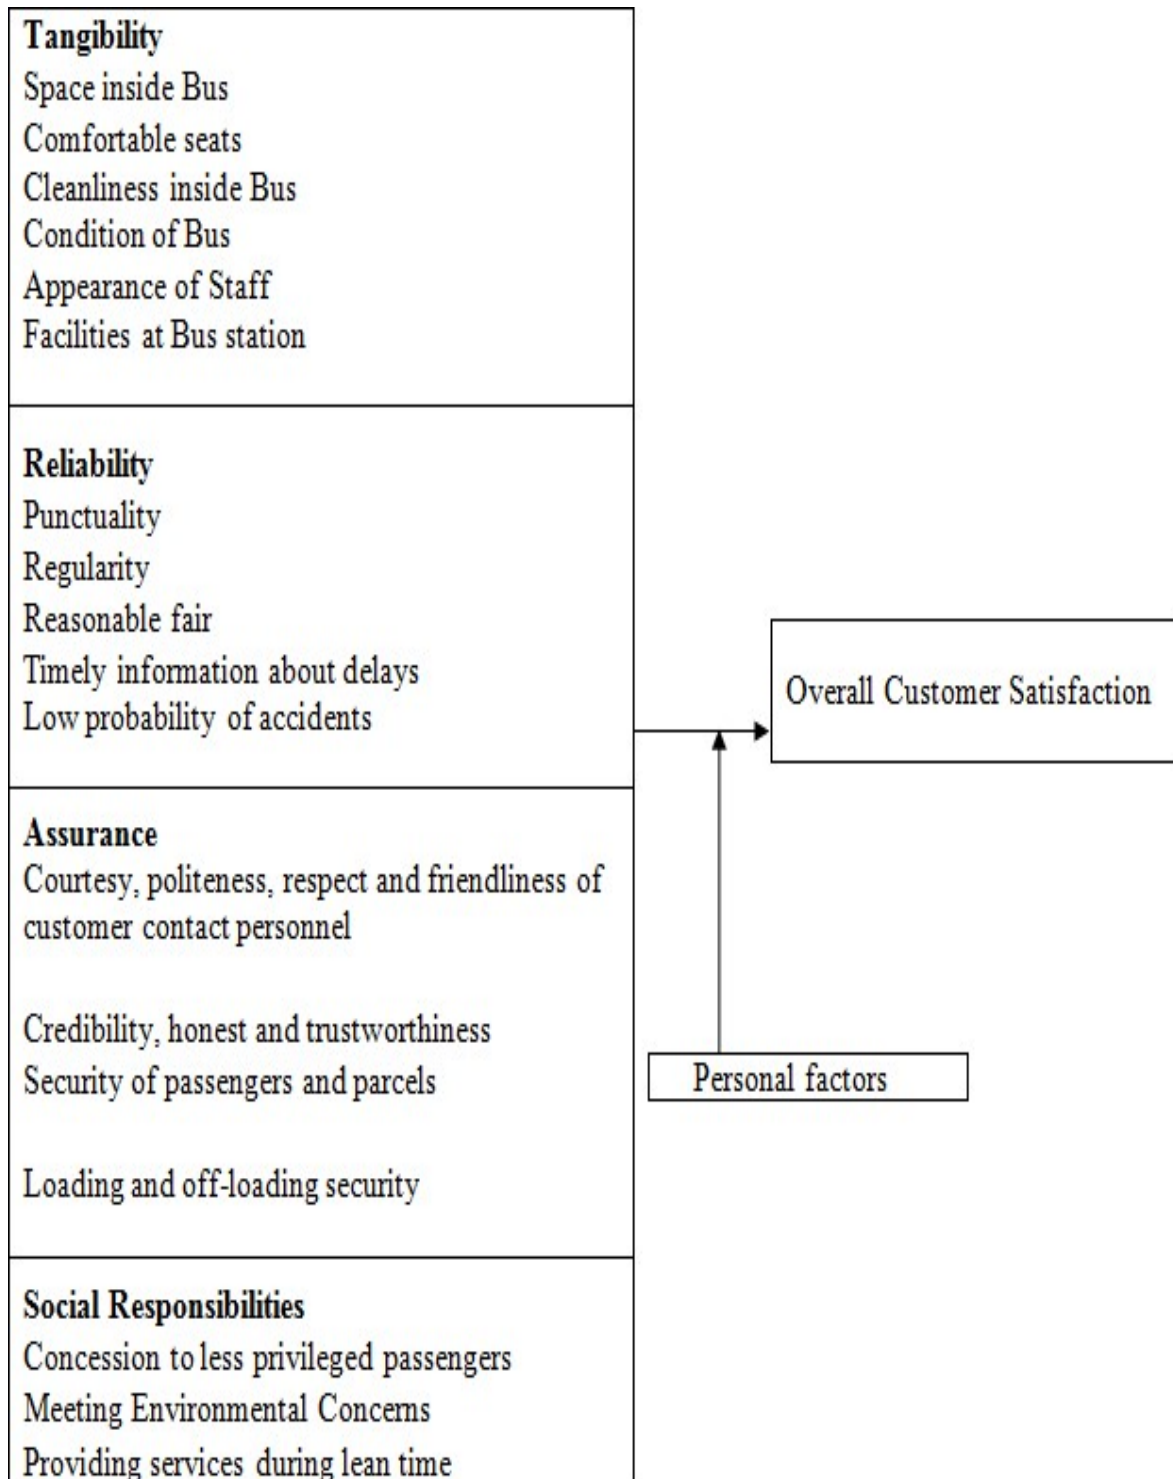 Tangibility
Space inside Bus
Comfortable seats
Cleanliness inside Bus
Condition of Bus
Appearance of Staff
Facilities at Bus station
Reliability
Punctuality
Regularity
Reasonable fair
Timely information about delays
Low probability of accidents
Overall Customer Satisfaction
Assurance
Courtesy, politeness, respect and friendliness of
customer contact personnel
Credibility, honest and trustworthiness
Security of passengers and parcels
Loading and off-loading security
Personal factors
Social Responsibilities
Concession to less privileged passengers
Meeting Environmental Concerns
Providing services during lean time